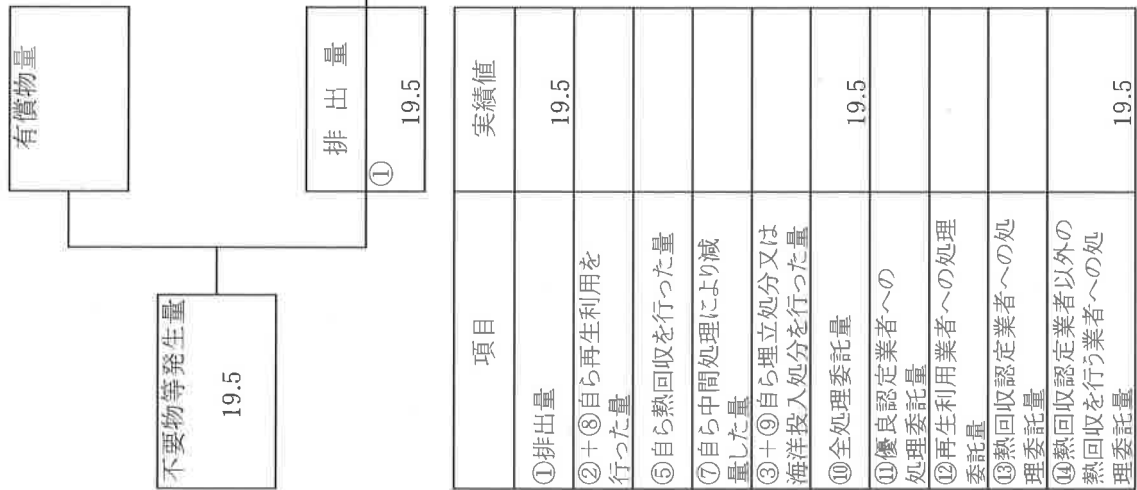 有償物量
不要物等発生量
19.5
排出量
①
19.5
項目
実績値
①排出量
19.5
②＋⑧自ら再生利用を
行った量
⑤自ら熱回収を行った量
⑦自ら中間処理により減
量した量
③＋⑨自ら埋立処分又は
海洋投入処分を行った量
⑩全処理委託量
19.5
⑪優良認定業者への
処理委託量
⑫再生利用業者への処理
委託量
⑬熱回収認定業者への処
理委託量
⑭熱回収認定業者以外の
熱回収を行う業者への処
理委託量
19.5